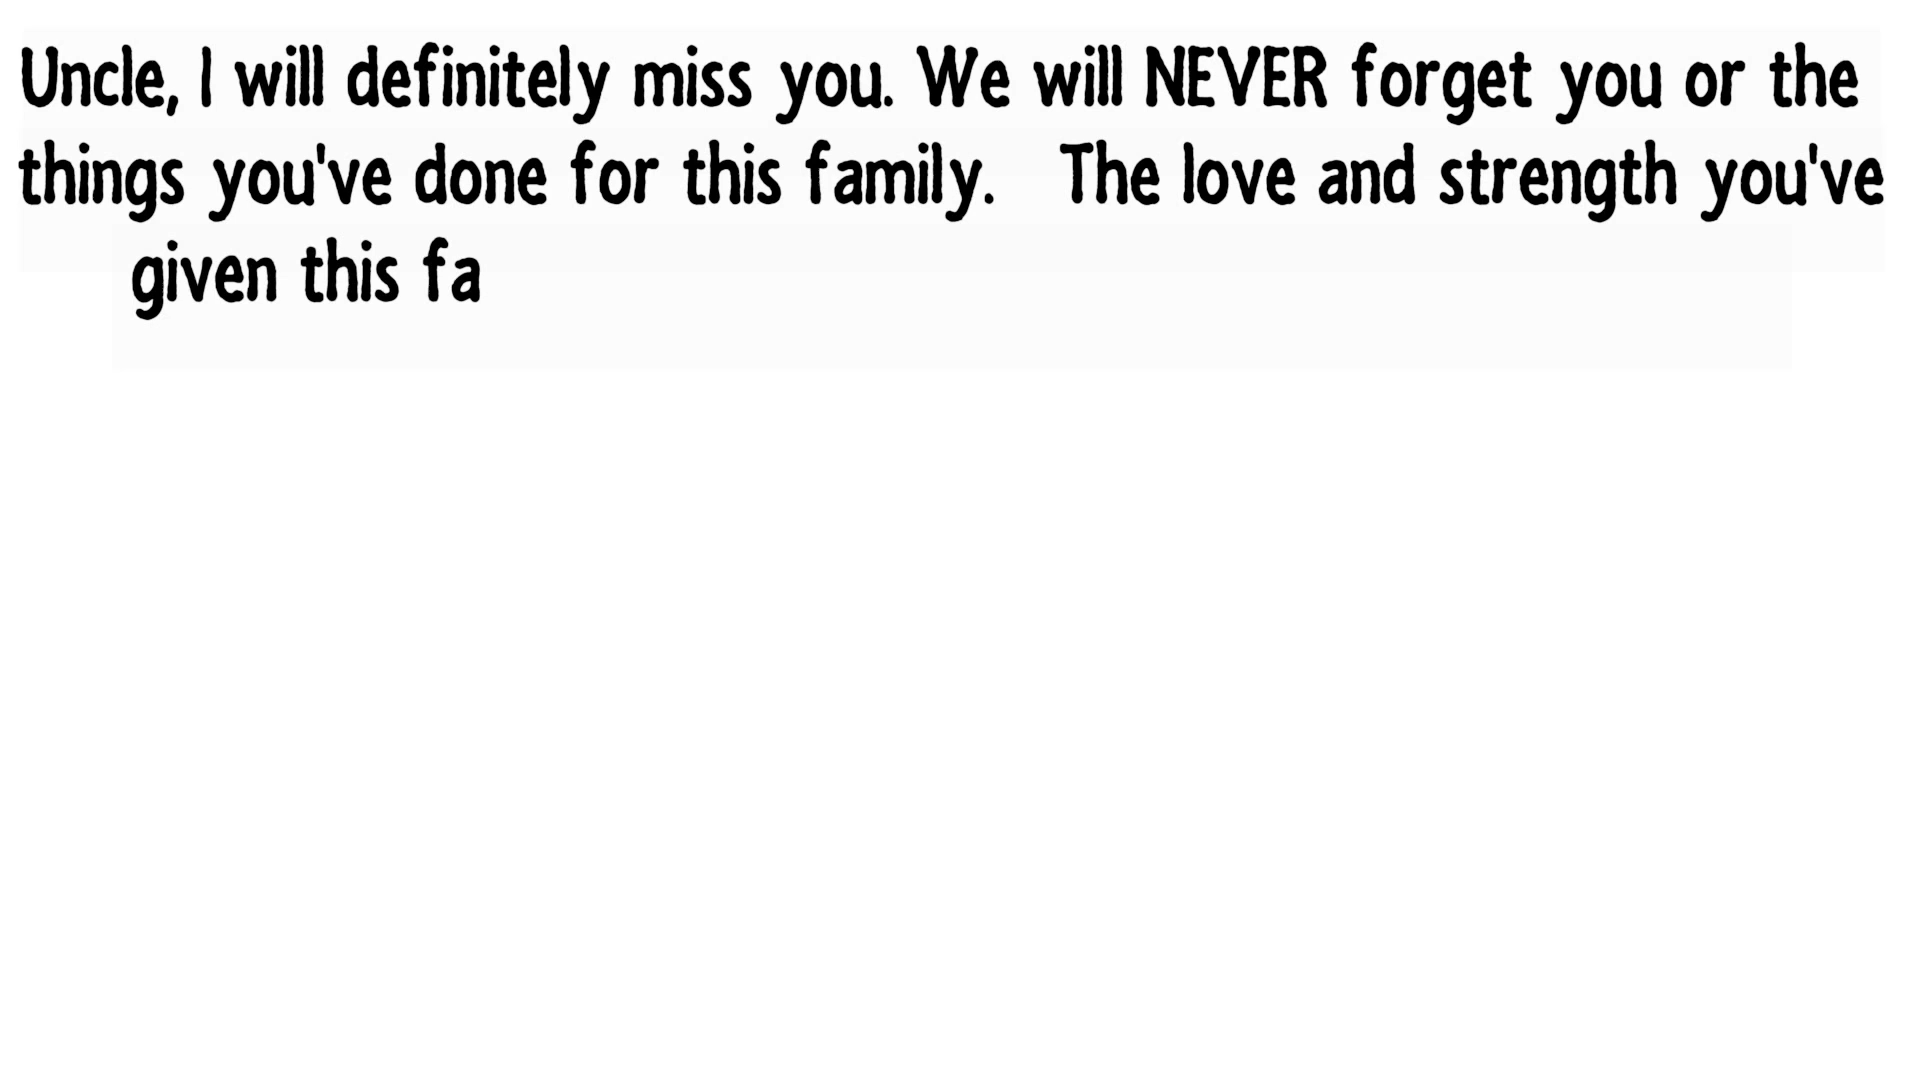 Uncle, I will definitely miss you. We will NEVER forget you or the
things you've done for this family.   The love and strength you've
given this fa